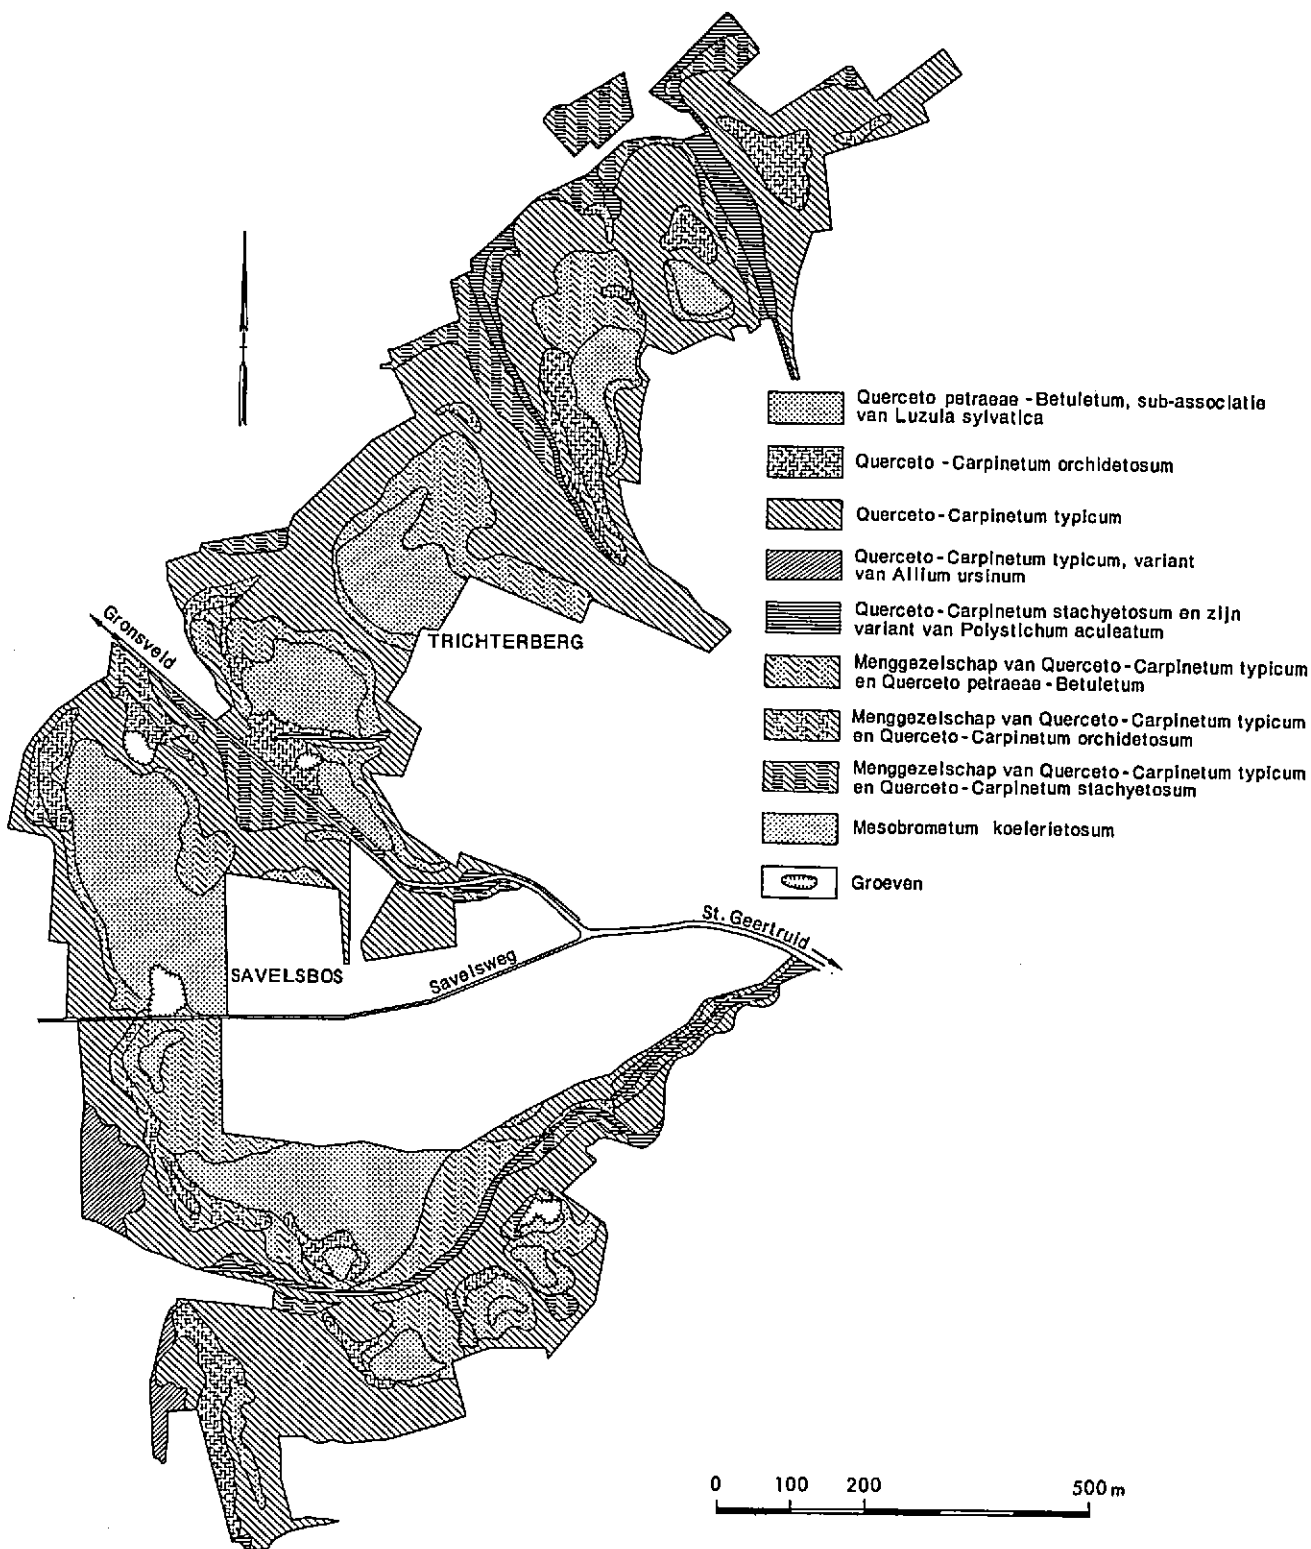 Querceto petraeae - Betuletum, sub-associatie
van Luzula sylvatica
Querceto - Carpinetum orchidetosum
Querceto-Carpinetum typicum
Querceto-Carpinetum typicum, variant
van Allium ursinum
Querceto-Carpinetum stachyetosum en zijn
variant van Polystichum aculeatum
Menggezelschap van Querceto-Carpinetum typicum
en Querceto petraeae - Betuletum
Menggezelschap van Querceto-Carpinetum typicum
en Querceto-Carpinetum orchidetosum
Menggezelschap van Querceto-Carpinetum typicum
en Querceto-Carpinetum stachyetosum
Mesobrometum koelerietosum
Groeven
Gronsveld
TRICHTERBERG
SAVELSBOS
Savelsweg
St. Geertruid
0 100 200 500 m